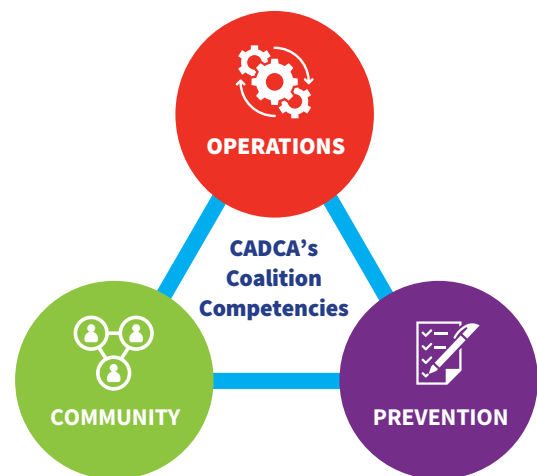 OPERATIONS
CADCA’s
Coalition
Competencies
COMMUNITY
PREVENTION